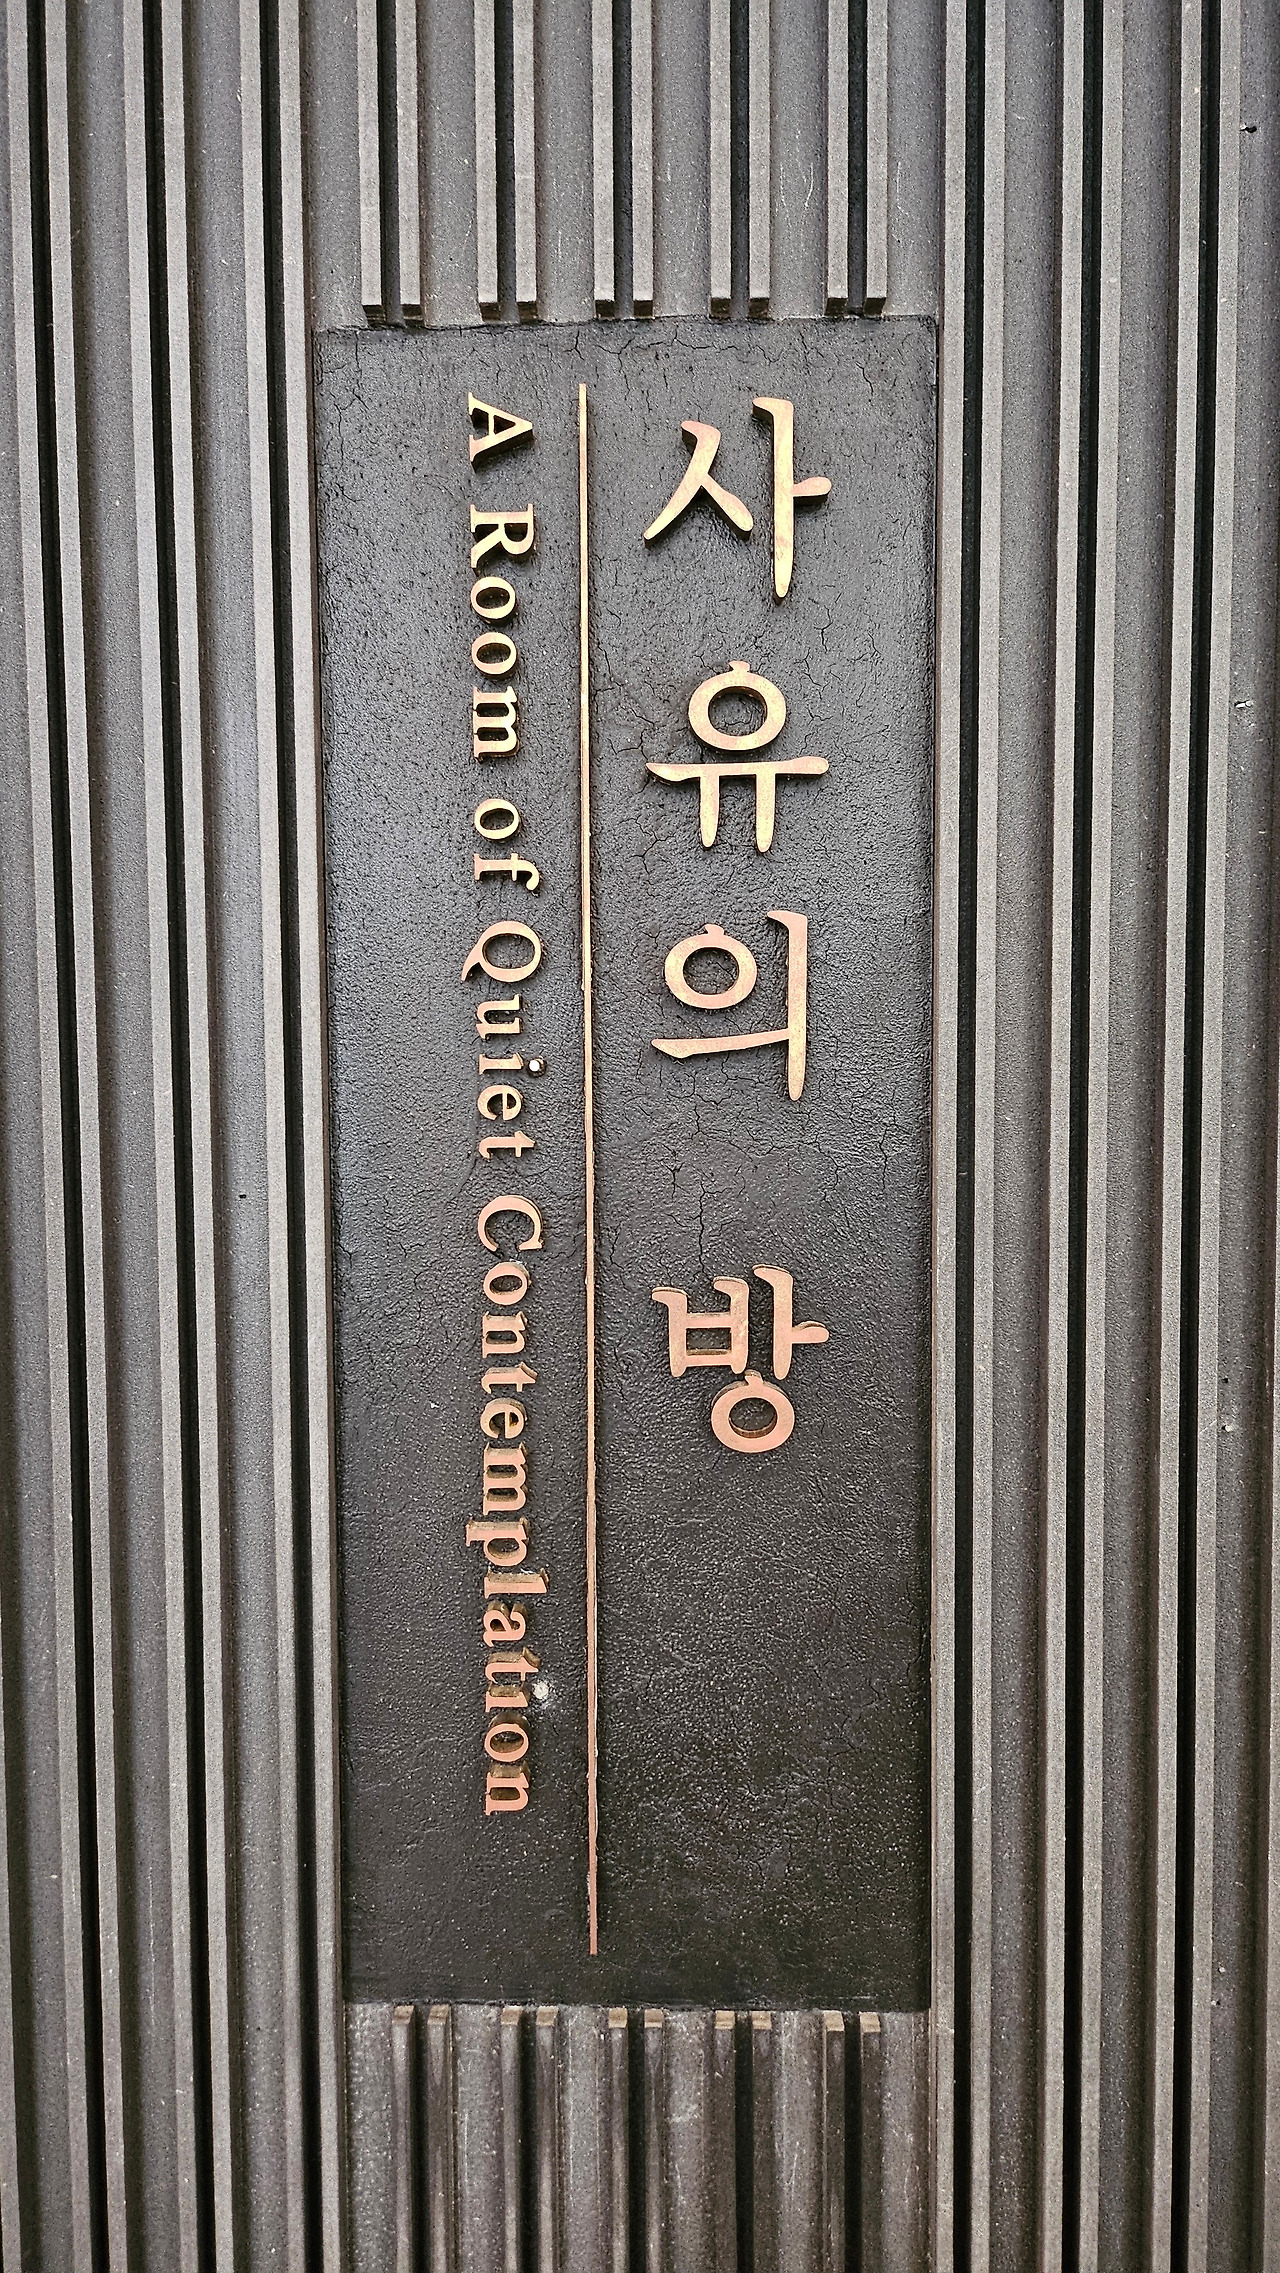 사유의 방
A Room of Quiet Contemplation